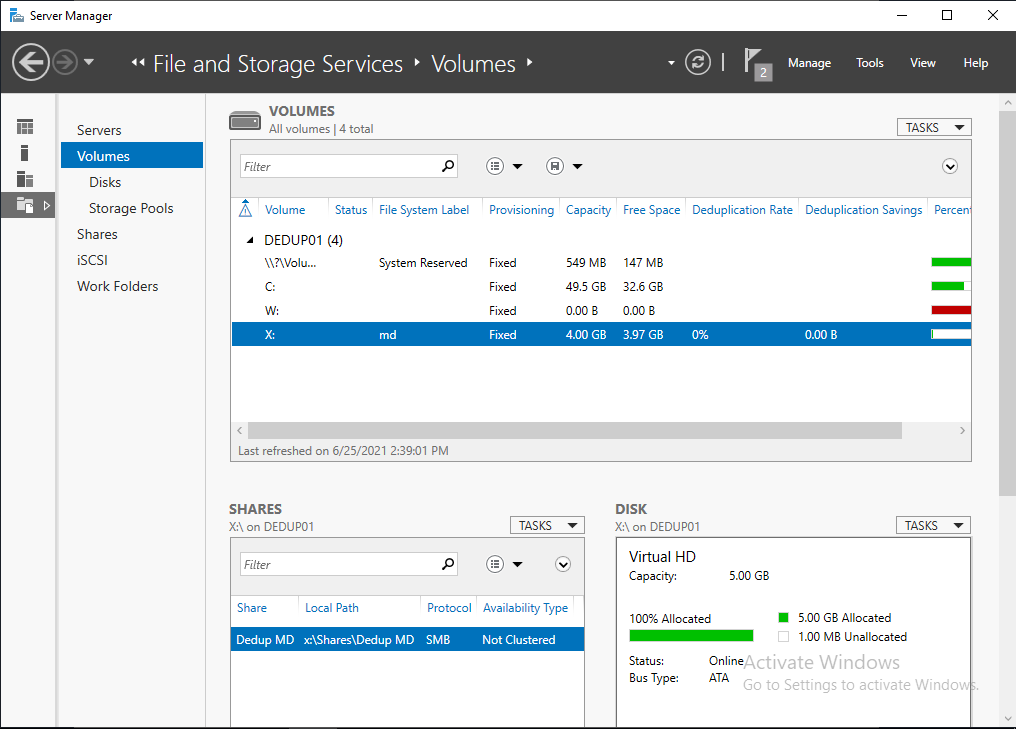 Server Manager
File and Storage Services Volumes
2 Manage Tools View Help
Servers
Volumes
Disks
Storage Pools
Shares
iSCSI
Work Folders
VOLUMES
All volumes | 4 total
TASKS
Filter
Volume Status File System Label Provisioning Capacity Free Space Deduplication Rate Deduplication Savings Percent
DEDUP01 (4)
\\?\Volu... System Reserved Fixed 549 MB 147 MB
C: Fixed 49.5 GB 32.6 GB
W: Fixed 0.00 B 0.00 B
X: md Fixed 4.00 GB 3.97 GB 0% 0.00 B
Last refreshed on 6/25/2021 2:39:01 PM
SHARES
X:\ on DEDUP01
TASKS
Filter
Share Local Path Protocol Availability Type
Dedup MD x:\Shares\Dedup MD SMB Not Clustered
DISK
X:\ on DEDUP01
TASKS
Virtual HD
Capacity: 5.00 GB
100% Allocated 5.00 GB Allocated
1.00 MB Unallocated
Status: Online
Bus Type: ATA
Activate Windows
Go to Settings to activate Windows.